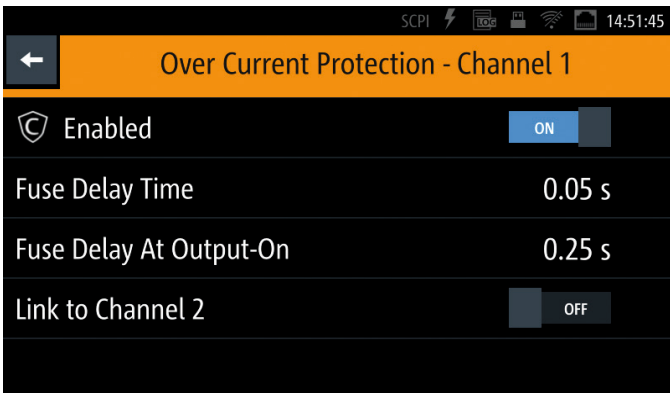 SCPI LOG 14:51:45
Over Current Protection - Channel 1
C Enabled ON
Fuse Delay Time 0.05 s
Fuse Delay At Output-On 0.25 s
Link to Channel 2 OFF